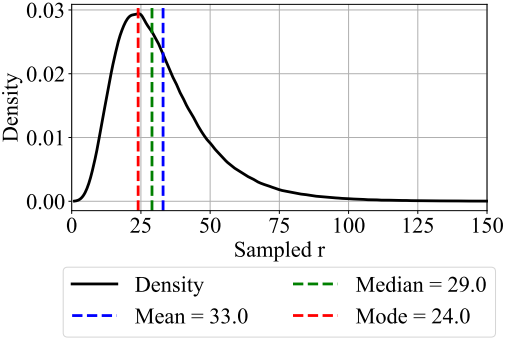 Density
0.03
0.02
0.01
0.00
0 25 50 75 100 125 150
Sampled r
Density
Mean = 33.0
Median = 29.0
Mode = 24.0